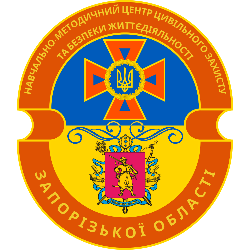 НАВЧАЛЬНО-МЕТОДИЧНИЙ ЦЕНТР ЦИВІЛЬНОГО ЗАХИСТУ
ТА БЕЗПЕКИ ЖИТТЄДІЯЛЬНОСТІ
ЗАПОРІЗЬКОЇ ОБЛАСТІ